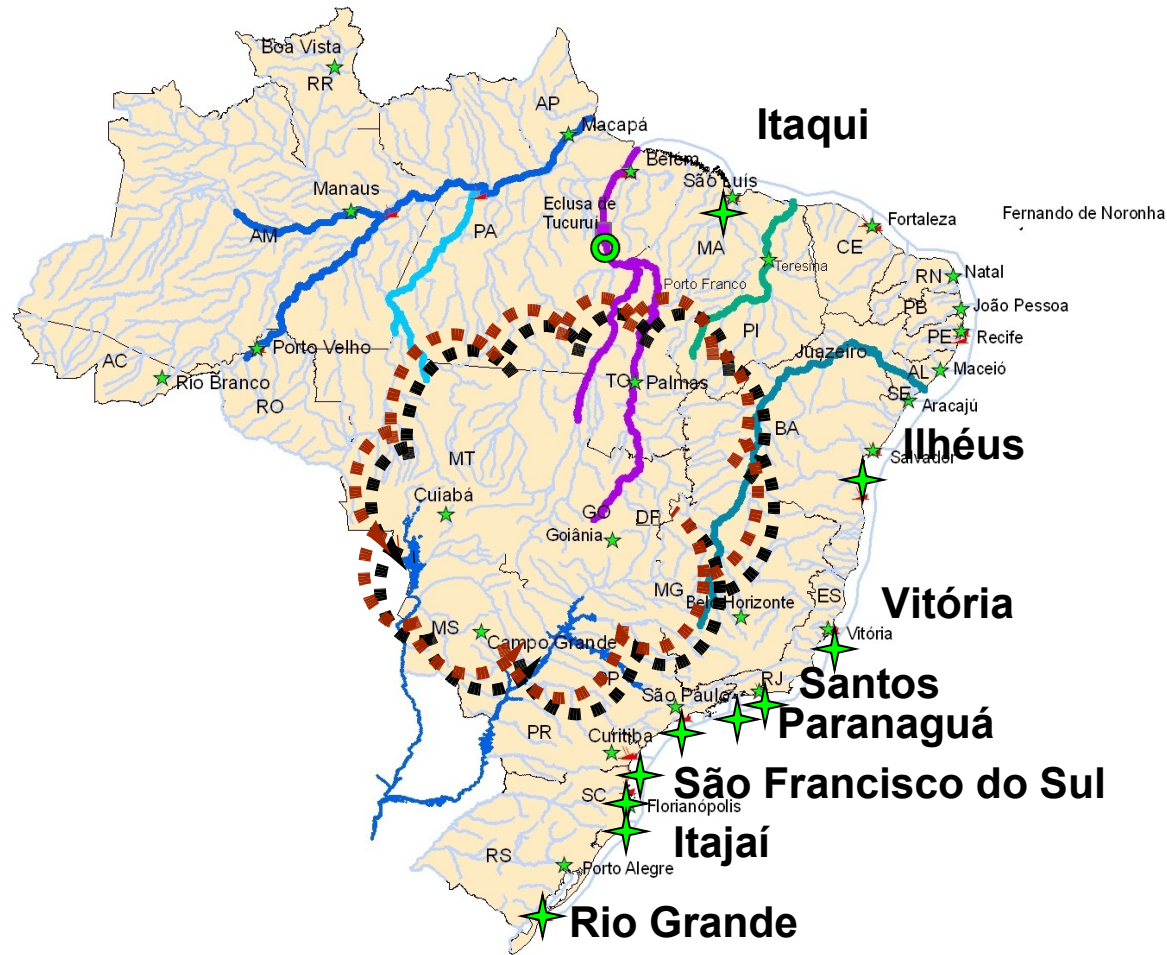 Boa Vista
RR
AP
Macapá
Itaqui
Belém
São Luís
Manaus
Eclusa de
Tucuruí
AM
PA
MA
CE
Fortaleza
Fernando de Noronha
Teresina
RN
Natal
Porto Franco
PB
João Pessoa
PI
PE
Recife
AC
Porto Velho
Juazeiro
Rio Branco
TO
Palmas
AL
Maceió
RO
SE
Aracajú
BA
Ilhéus
Salvador
MT
Cuiabá
GO
DF
Goiânia
MG
Belo Horizonte
ES
Vitória
Vitória
MS
Campo Grande
SP
RJ
Santos
São Paulo
Paranaguá
PR
Curitiba
São Francisco do Sul
SC
Florianópolis
Itajaí
RS
Porto Alegre
Rio Grande